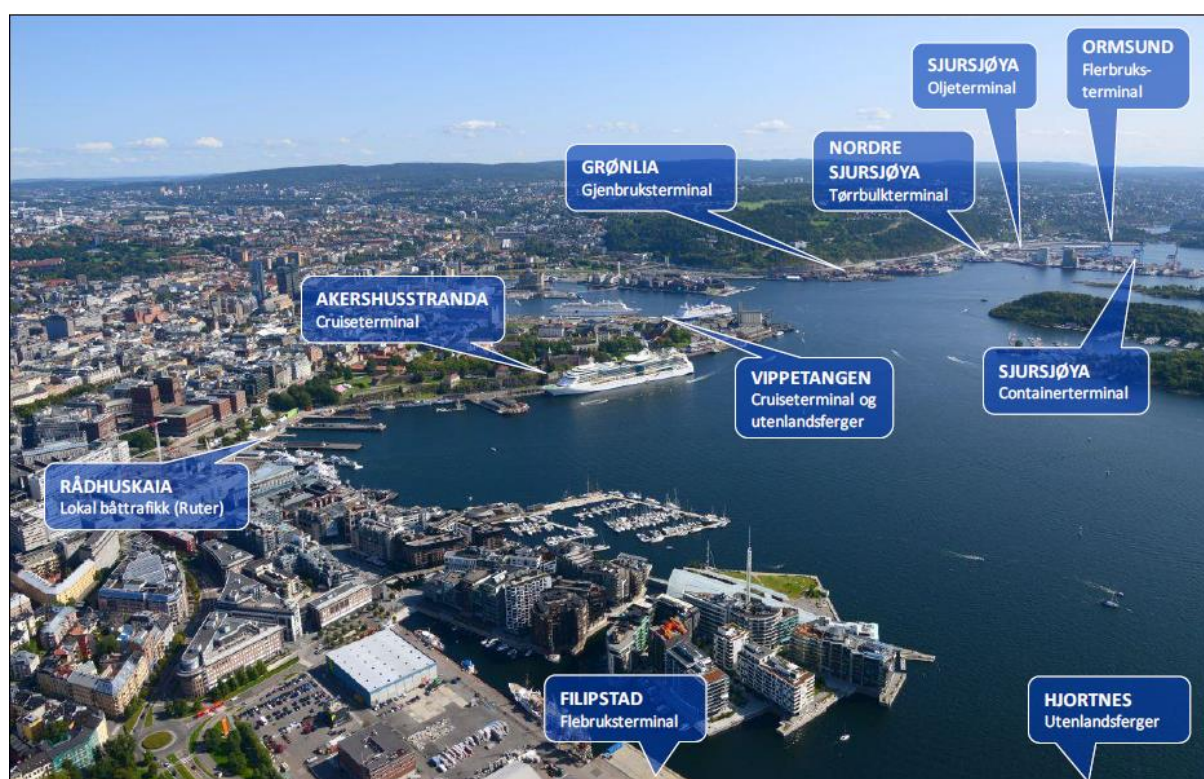 SJURSJØYA
Oljeterminal
ORMSUND
Flerbruks-
terminal
GRØNLIA
Gjenbruksterminal
NORDRE
SJURSJØYA
Tørrbulkterminal
AKERSHUSSTRANDA
Cruiseterminal
VIPPETANGEN
Cruiseterminal og
utenlandsferger
SJURSJØYA
Containerterminal
RÅDHUSKAIA
Lokal båttrafikk (Ruter)
FILIPSTAD
Flebruksterminal
HJORTNES
Utenlandsferger